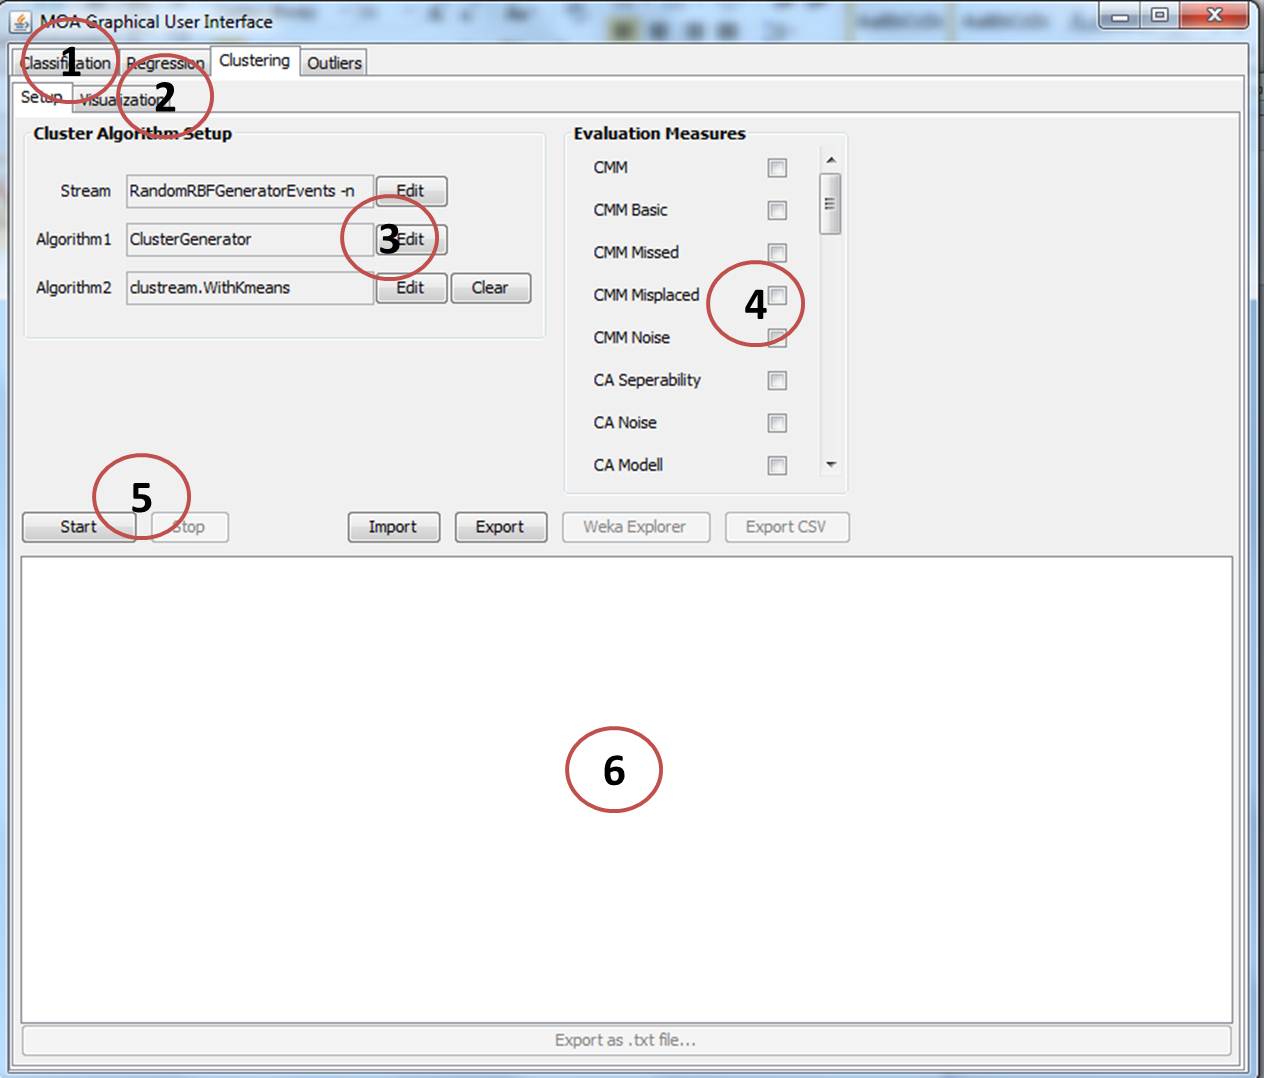 MOA Graphical User Interface
Classification Regression Clustering Outliers
1
Setup Visualization
2
Cluster Algorithm Setup
Stream RandomRBFGeneratorEvents -n Edit
Algorithm1 ClusterGenerator Edit
3
Algorithm2 clustream.WithKmeans Edit Clear
Evaluation Measures
CMM
CMM Basic
CMM Missed
CMM Misplaced
4
CMM Noise
CA Seperability
CA Noise
CA Modell
5
Start Stop Import Export Weka Explorer Export CSV
6
Export as .txt file...